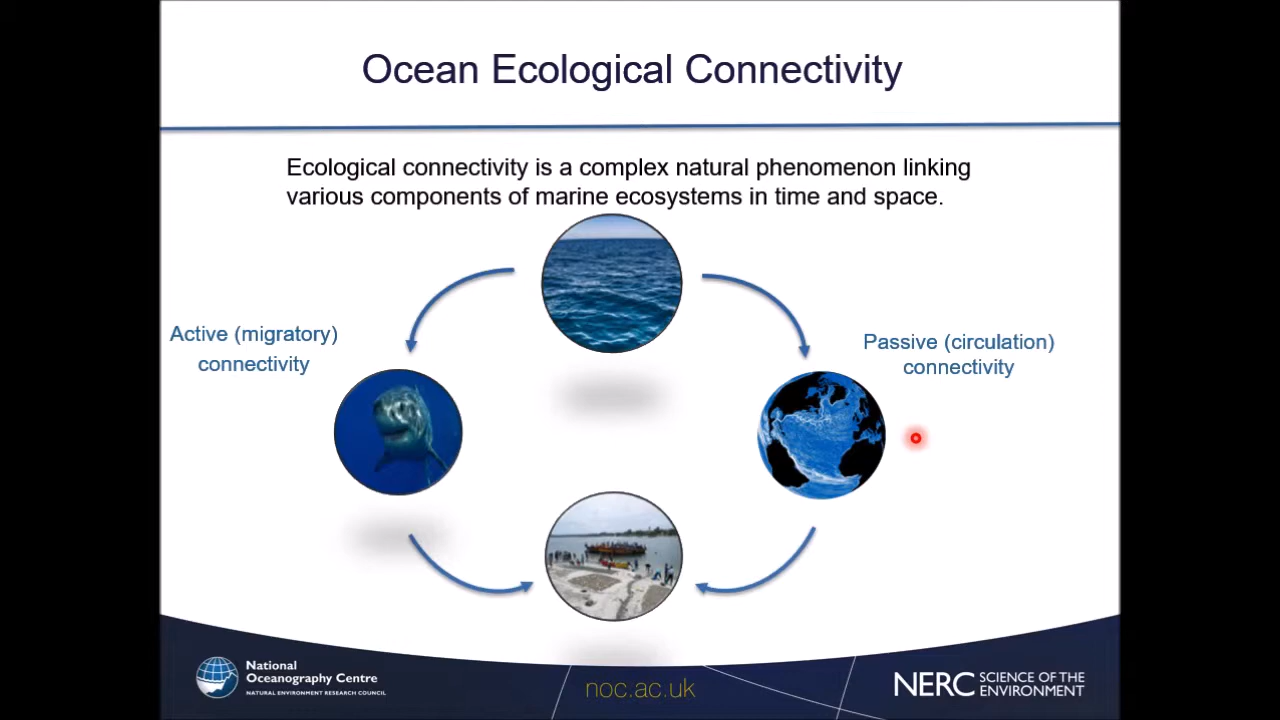 Ocean Ecological Connectivity
Ecological connectivity is a complex natural phenomenon linking
various components of marine ecosystems in time and space.
Active (migratory)
connectivity
Passive (circulation)
connectivity
National
Oceanography Centre
NATURAL ENVIRONMENT RESEARCH COUNCIL
noc.ac.uk
NERC SCIENCE OF THE
ENVIRONMENT